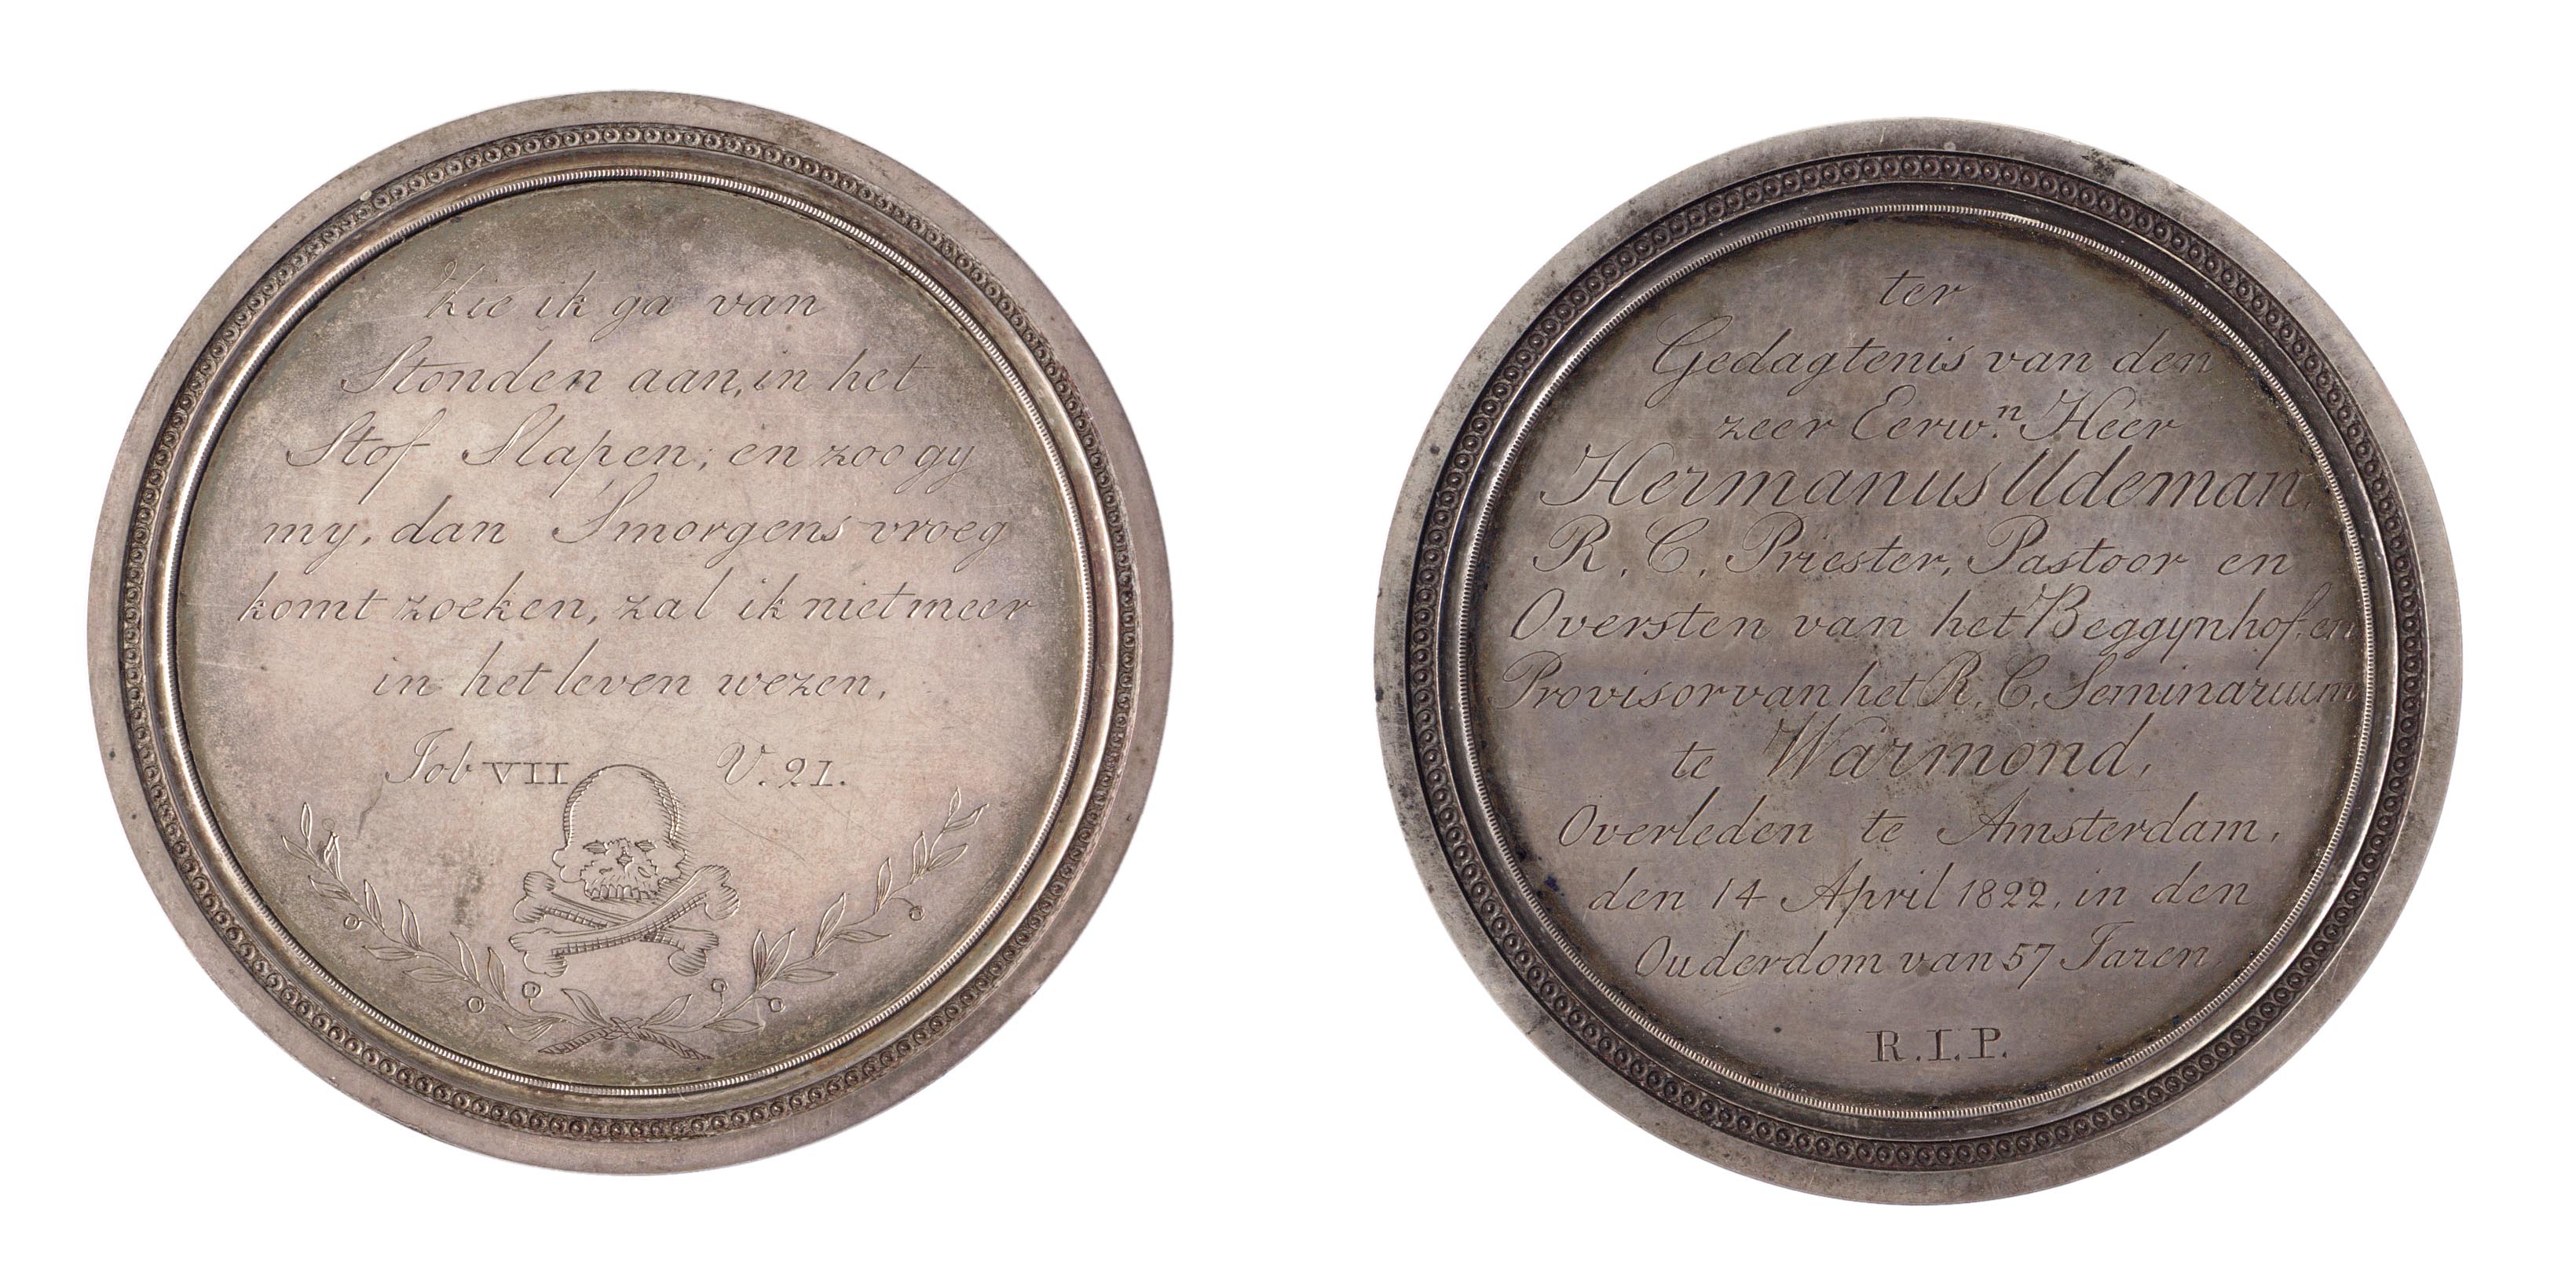 Zie ik ga van
Stonden aan, in het
Stof Slapen; en zoo gy
my, dan Smorgens vroeg
komt zoeken, zal ik niet meer
in het leven wezen,
Job VII V. 21.
ter
Gedagtenis van den
zeer Eerw.n Heer
Hermanus Udeman,
R. C. Priester, Pastoor en
Oversten van het Beggynhof, en
Provisor van het R. C. Seminarium
te Warmond,
Overleden te Amsterdam,
den 14 April 1822, in den
Ouderdom van 57 Jaren
R.I.P.